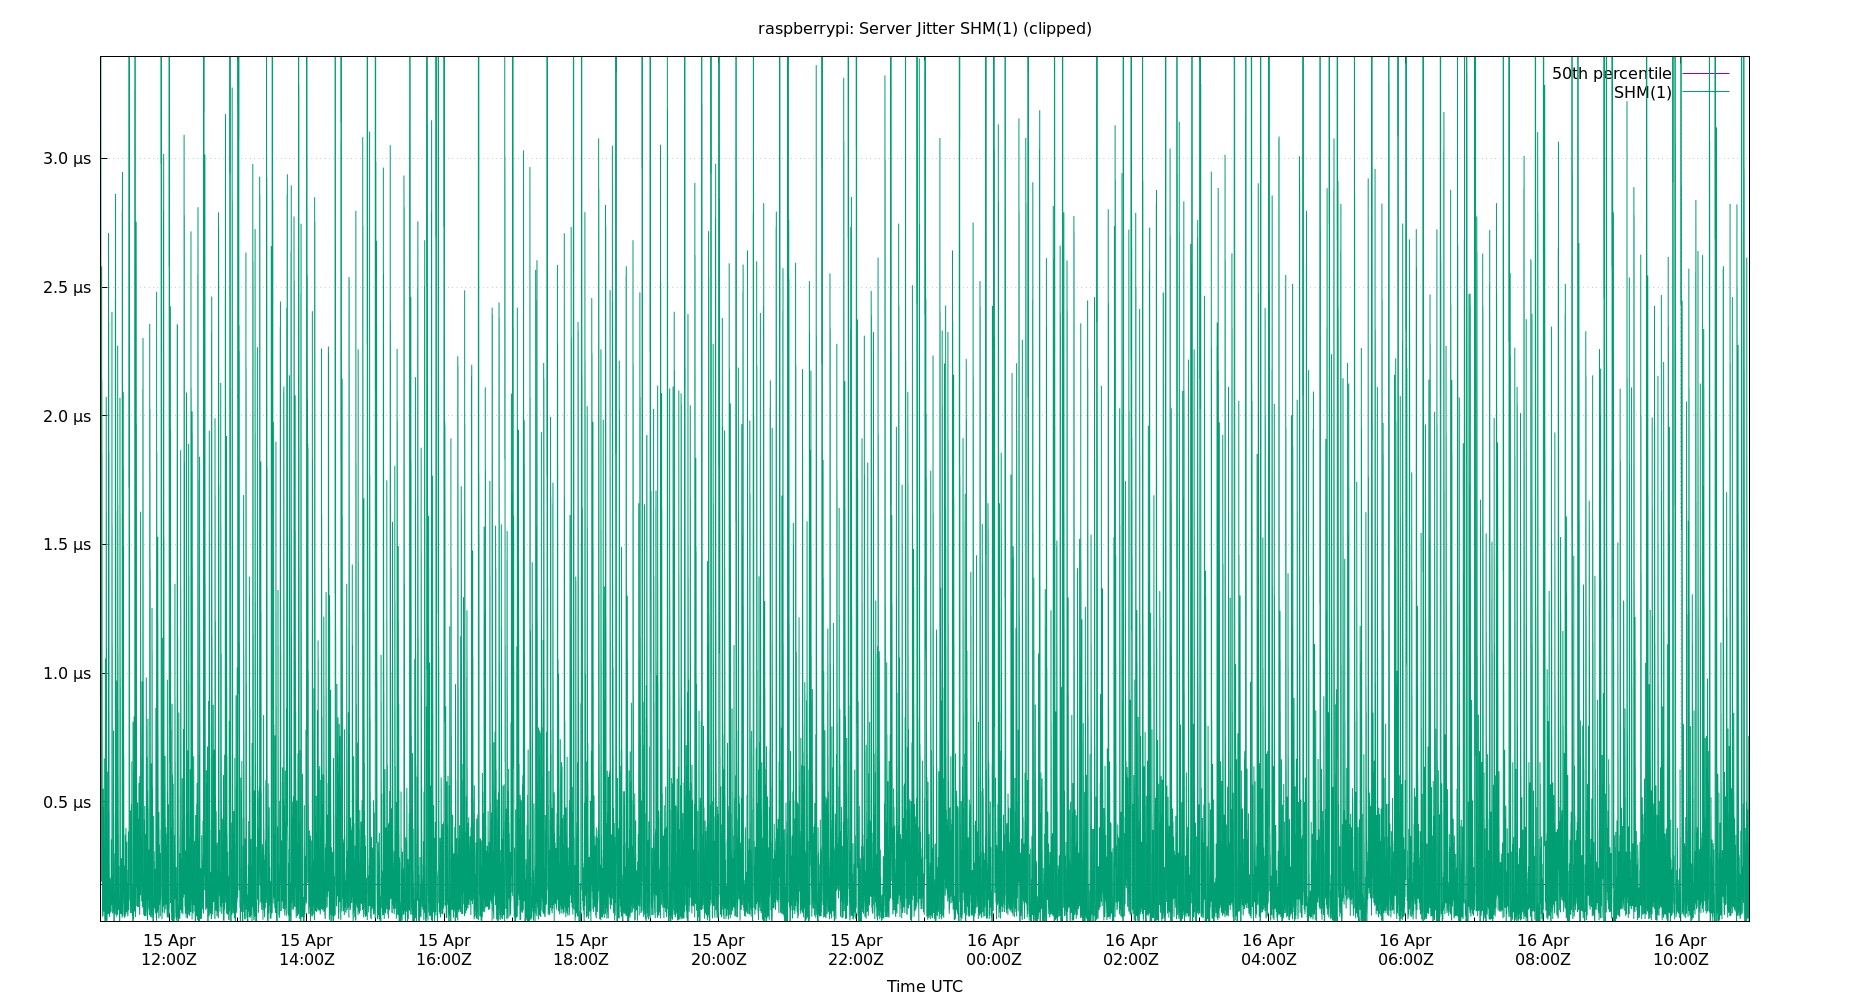 raspberrypi: Server Jitter SHM(1) (clipped)
50th percentile
SHM(1)
3.0 µs
2.5 µs
2.0 µs
1.5 µs
1.0 µs
0.5 µs
15 Apr 15 Apr 15 Apr 15 Apr 15 Apr 15 Apr 16 Apr 16 Apr 16 Apr 16 Apr 16 Apr 16 Apr
12:00Z 14:00Z 16:00Z 18:00Z 20:00Z 22:00Z 00:00Z 02:00Z 04:00Z 06:00Z 08:00Z 10:00Z
Time UTC